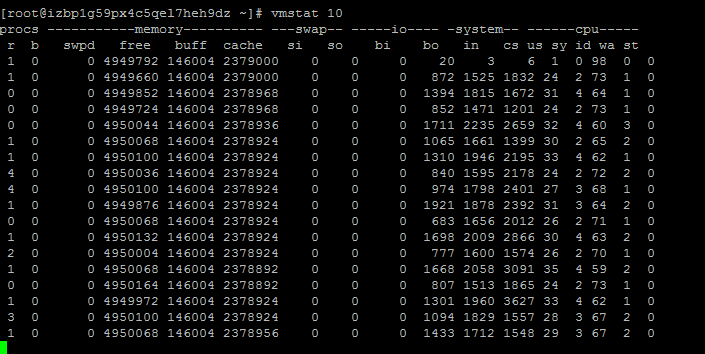 [root@izbp1g59px4c5qel7heh9dz ~]# vmstat 10
procs -----------memory---------- ---swap-- -----io---- -system-- ------cpu-----
r b swpd free buff cache si so bi bo in cs us sy id wa st
1 0 0 4949792 146004 2379000 0 0 0 20 3 6 1 0 98 0 0
1 0 0 4949660 146004 2379000 0 0 0 872 1525 1832 24 2 73 1 0
0 0 0 4949852 146004 2378968 0 0 0 1394 1815 1672 31 4 64 1 0
0 0 0 4949724 146004 2378968 0 0 0 852 1471 1201 24 2 73 1 0
0 0 0 4950044 146004 2378936 0 0 0 1711 2235 2659 32 4 60 3 0
1 0 0 4950068 146004 2378924 0 0 0 1065 1661 1399 30 2 65 2 0
1 0 0 4950100 146004 2378924 0 0 0 1310 1946 2195 33 4 62 1 0
4 0 0 4950036 146004 2378924 0 0 0 840 1595 2178 24 2 72 2 0
4 0 0 4950100 146004 2378924 0 0 0 974 1798 2401 27 3 68 1 0
1 0 0 4949876 146004 2378924 0 0 0 1921 1878 2392 31 3 64 2 0
0 0 0 4950068 146004 2378924 0 0 0 683 1656 2012 26 2 71 1 0
1 0 0 4950132 146004 2378924 0 0 0 1698 2009 2866 30 4 63 2 0
2 0 0 4950004 146004 2378924 0 0 0 777 1600 1574 26 2 70 1 0
1 0 0 4950068 146004 2378892 0 0 0 1668 2058 3091 35 4 59 2 0
0 0 0 4950164 146004 2378892 0 0 0 807 1513 1865 24 2 73 1 0
1 0 0 4949972 146004 2378924 0 0 0 1301 1960 3627 33 4 62 1 0
3 0 0 4950100 146004 2378924 0 0 0 1094 1829 1557 28 3 67 2 0
1 0 0 4950068 146004 2378956 0 0 0 1433 1712 1548 29 3 67 2 0